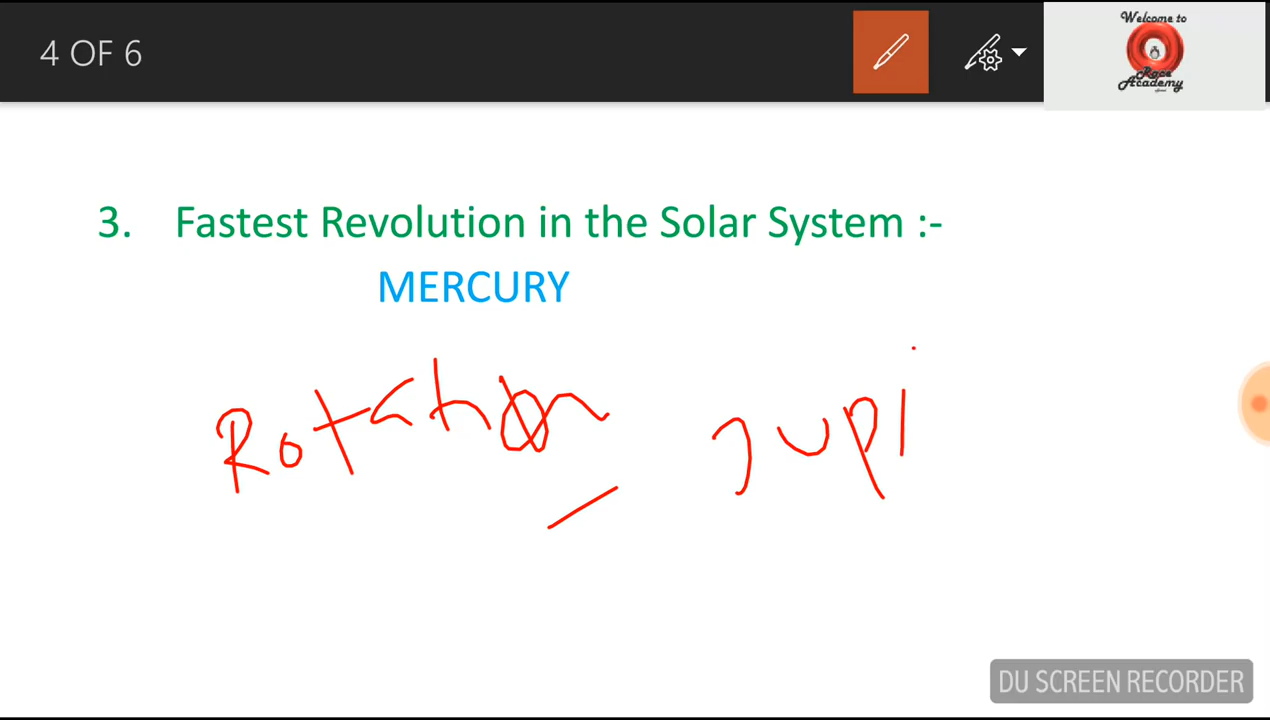 4 OF 6
Welcome to
Race
Academy
3. Fastest Revolution in the Solar System :-
MERCURY
Rotation Jupi
DU SCREEN RECORDER